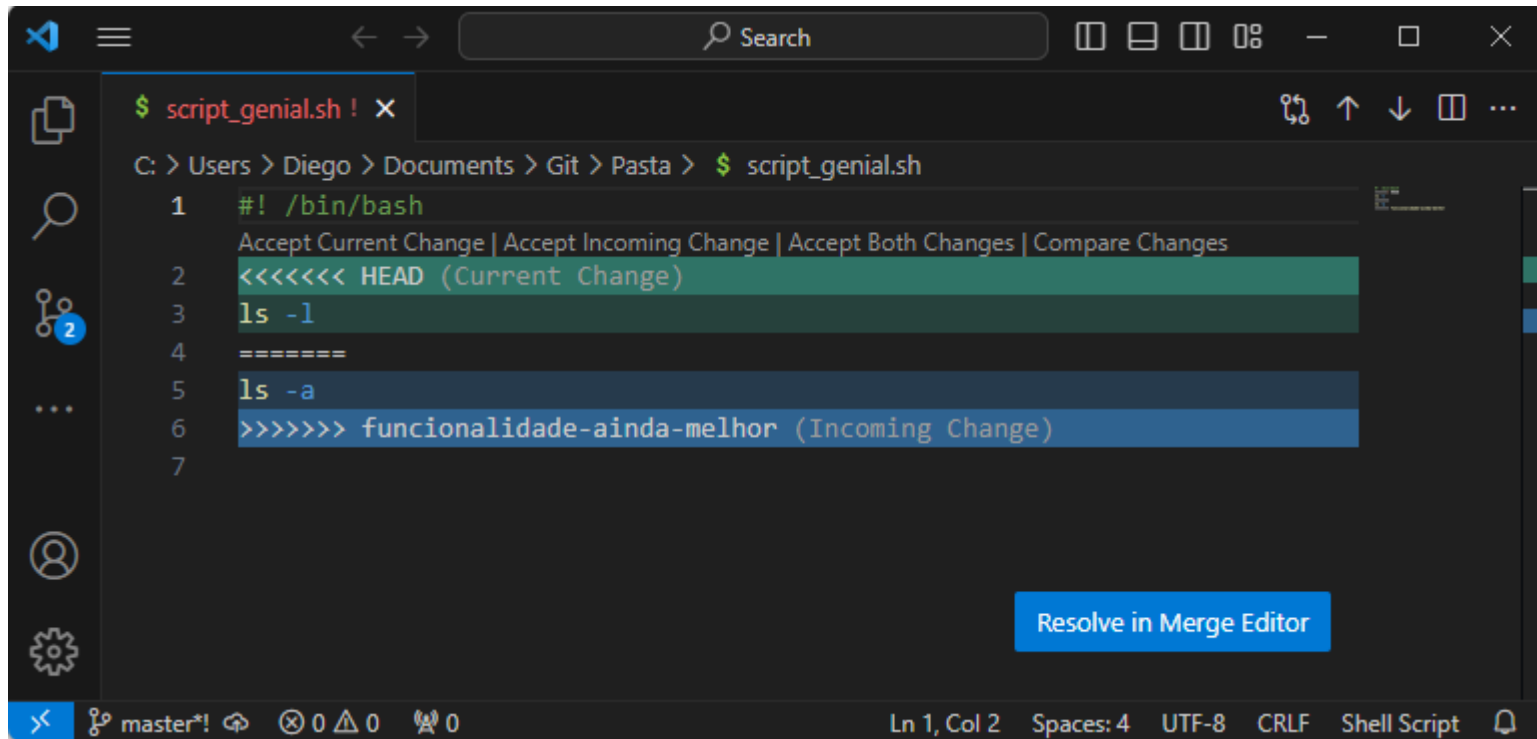 Search
$ script_genial.sh !
C: > Users > Diego > Documents > Git > Pasta > $ script_genial.sh
1 #! /bin/bash
Accept Current Change | Accept Incoming Change | Accept Both Changes | Compare Changes
2 <<<<<<< HEAD (Current Change)
3 ls -l
4 =======
5 ls -a
6 >>>>>>> funcionalidade-ainda-melhor (Incoming Change)
7
2
Resolve in Merge Editor
master*! 0 0 0 Ln 1, Col 2 Spaces: 4 UTF-8 CRLF Shell Script